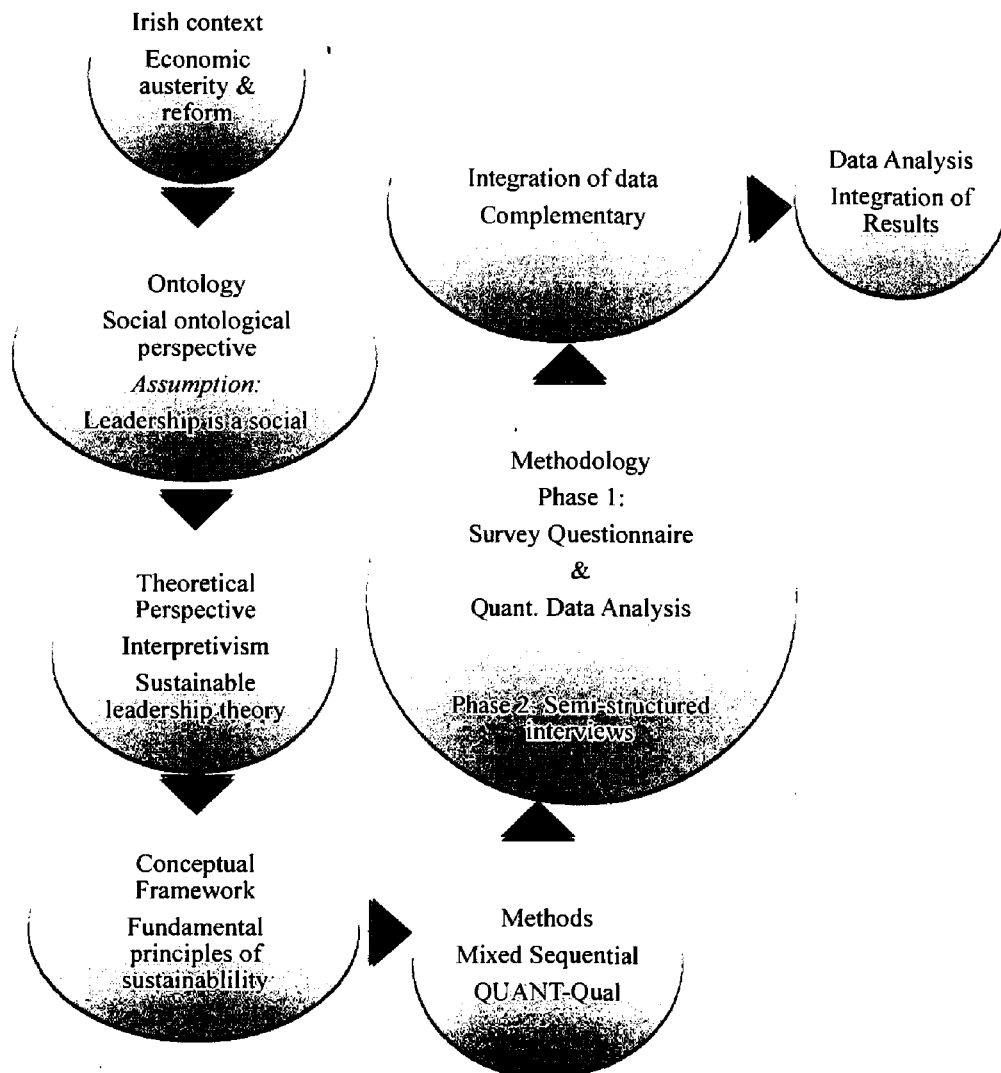 Irish context
Economic
austerity &
reform
Ontology
Social ontological
perspective
Assumption:
Leadership is a social
Theoretical
Perspective
Interpretivism
Sustainable
leadership theory
Conceptual
Framework
Fundamental
principles of
sustainablility
Methods
Mixed Sequential
QUANT-Qual
Methodology
Phase 1:
Survey Questionnaire
&
Quant. Data Analysis
Phase 2. Semi-structured
interviews
Integration of data
Complementary
Data Analysis
Integration of
Results